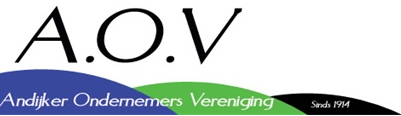 A.O.V
Andijker Ondernemers Vereniging
Sinds 1914